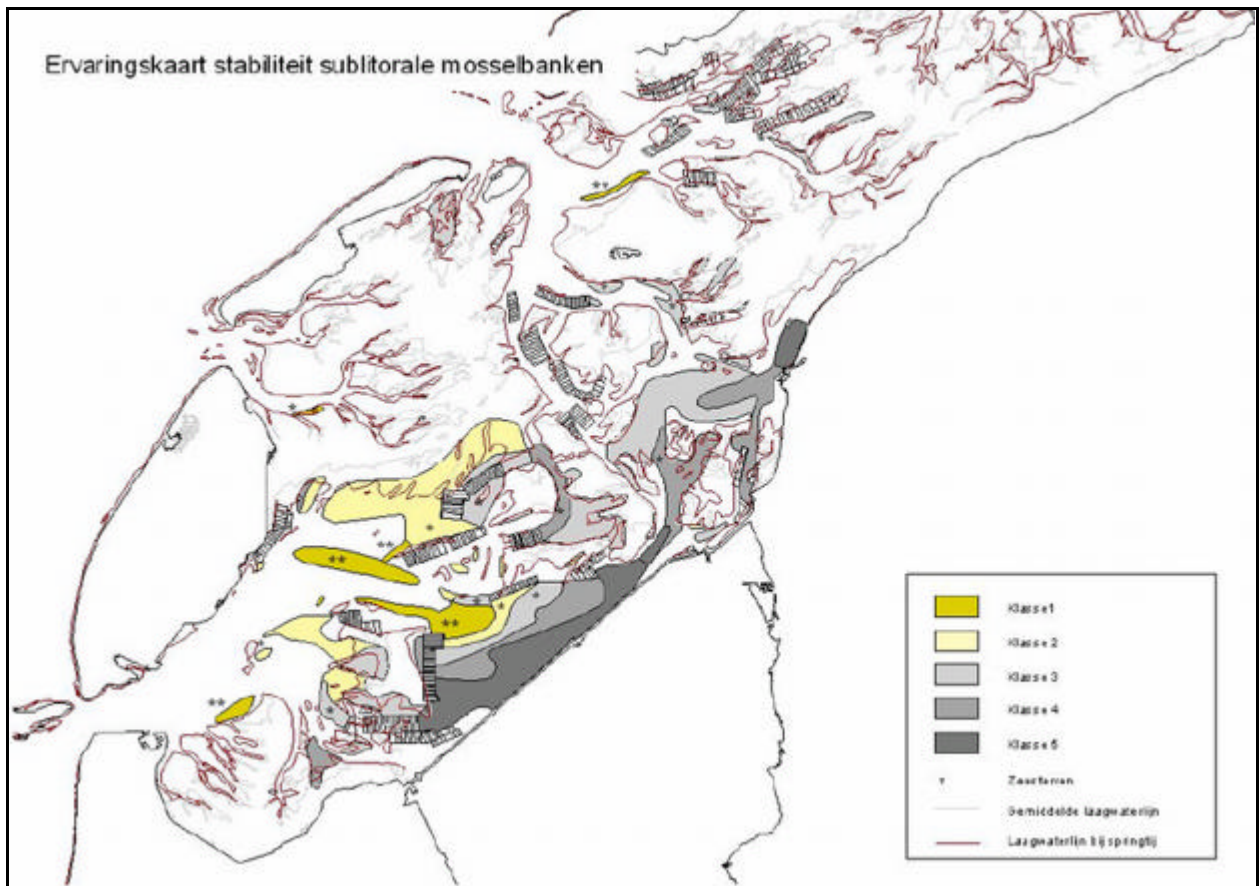 Ervaringskaart stabiliteit sublitorale mosselbanken
Klasse 1
Klasse 2
Klasse 3
Klasse 4
Klasse 5
Zeesterren
Gemiddelde laagwaterlijn
Laagwaterlijn bij springtij